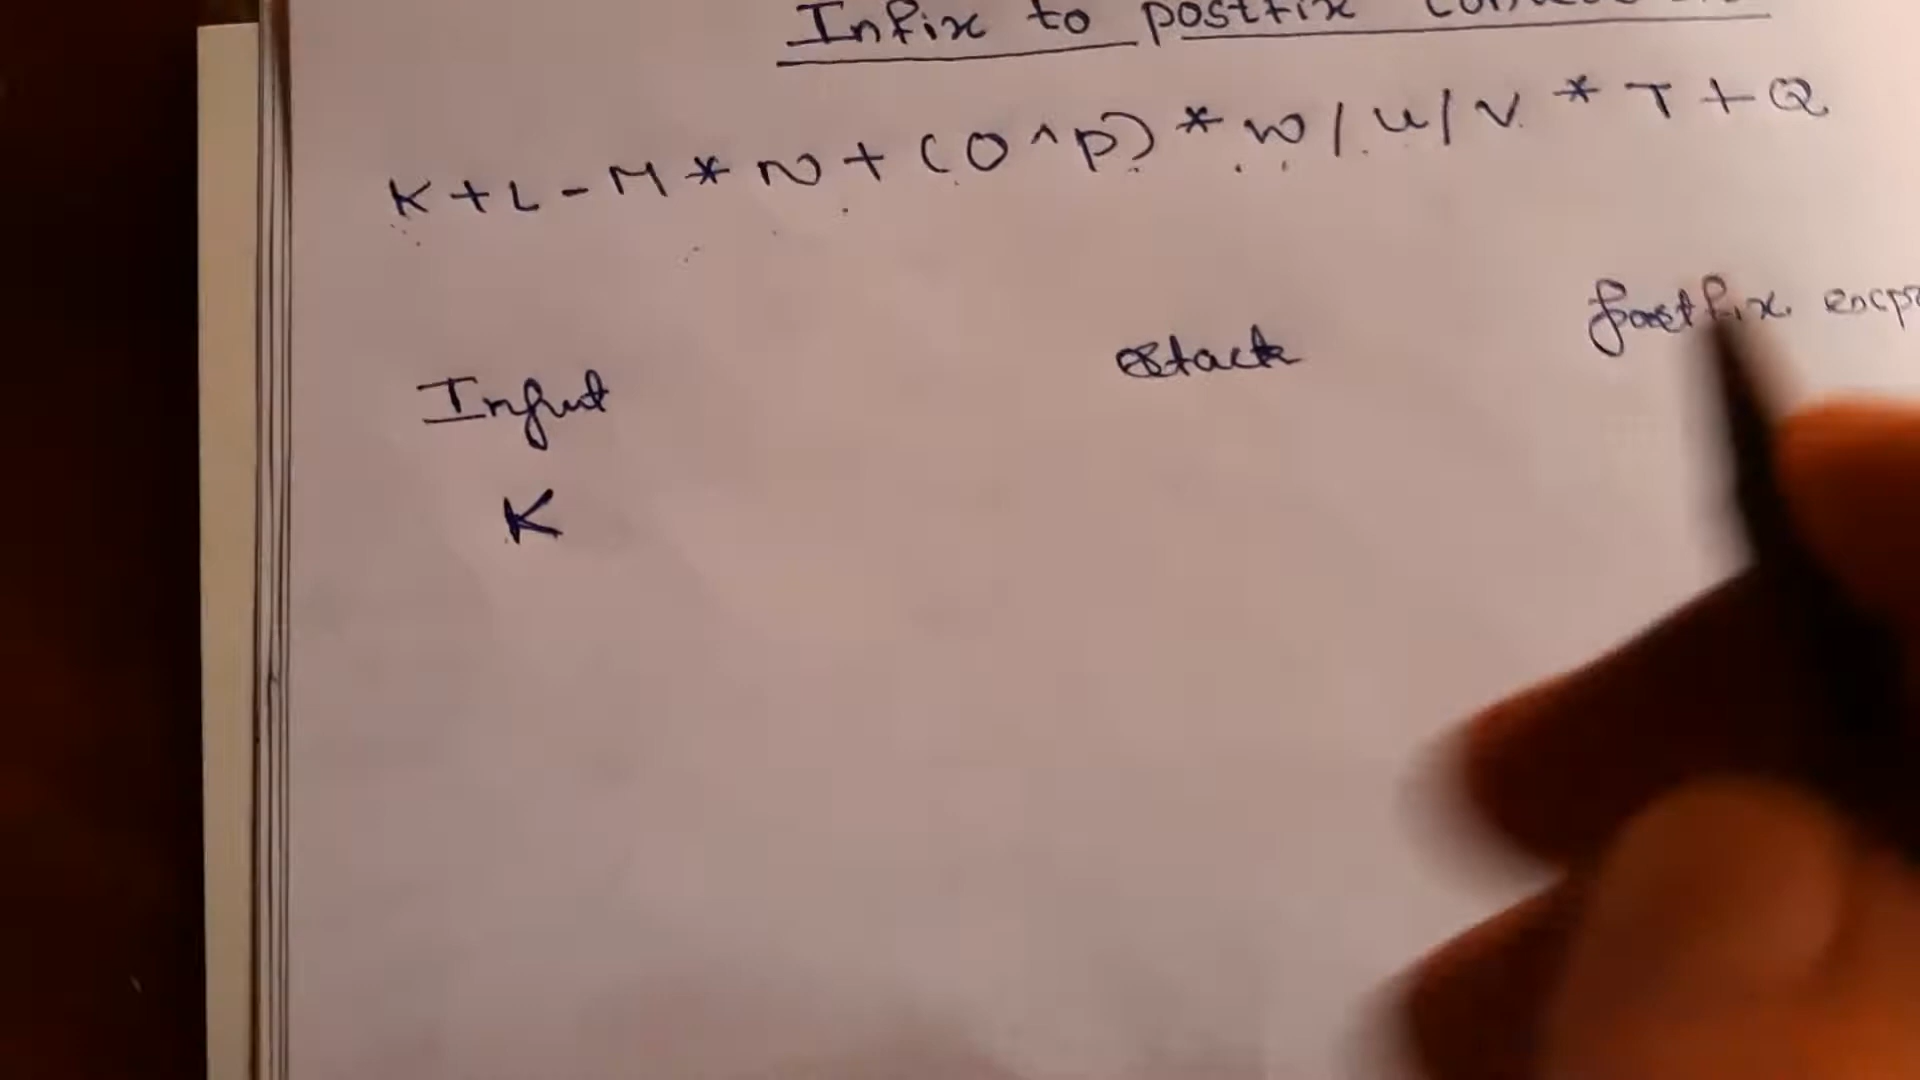 Infix to postfix
K + L - M * N + (O ^ P) * W / U / V * T + Q
Input stack Postfix
K